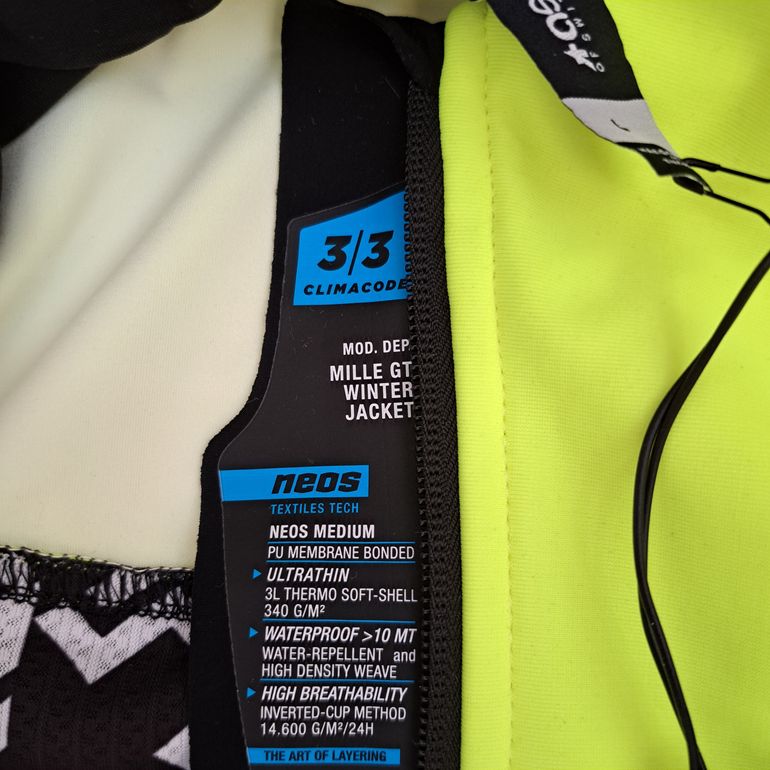 OF SWI
L
3/3
CLIMACODE
MOD. DEP.
MILLE GT
WINTER
JACKET
neos
TEXTILES TECH
NEOS MEDIUM
PU MEMBRANE BONDED
ULTRATHIN
3L THERMO SOFT-SHELL
340 G/M²
WATERPROOF >10 MT
WATER-REPELLENT and
HIGH DENSITY WEAVE
HIGH BREATHABILITY
INVERTED-CUP METHOD
14.600 G/M²/24H
THE ART OF LAYERING